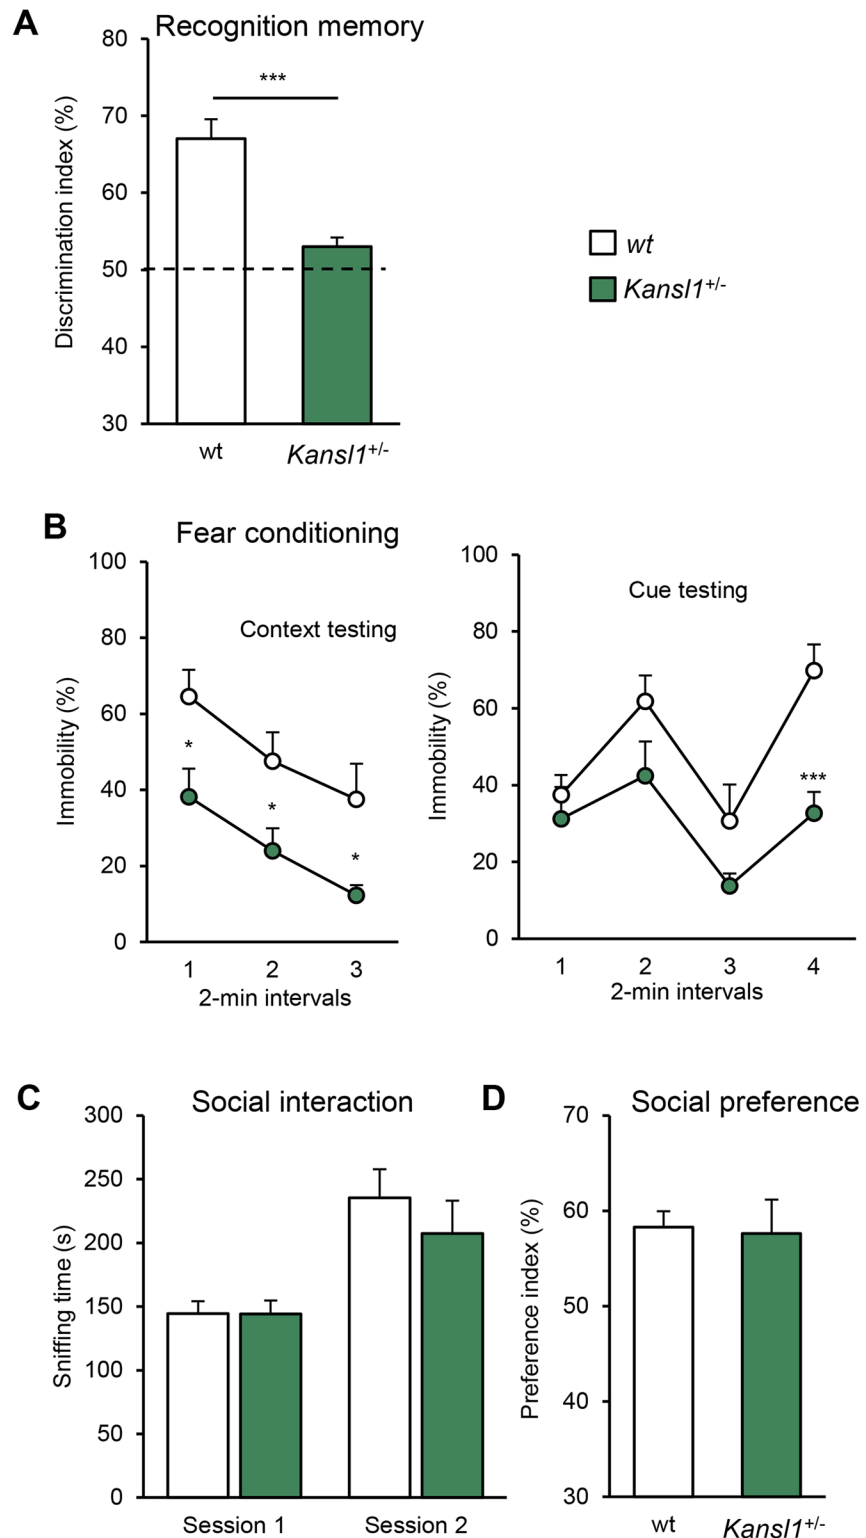 A
Recognition memory
80
70
60
50
40
30
Discrimination index (%)
***
wt
Kansl1+/-
wt
Kansl1+/-
B
Fear conditioning
Context testing
100
80
60
40
20
0
Immobility (%)
*
*
*
1 2 3
2-min intervals
Cue testing
100
80
60
40
20
0
Immobility (%)
***
1 2 3 4
2-min intervals
C
Social interaction
300
250
200
150
100
50
0
Sniffing time (s)
Session 1 Session 2
D
Social preference
70
60
50
40
30
Preference index (%)
wt Kansl1+/-